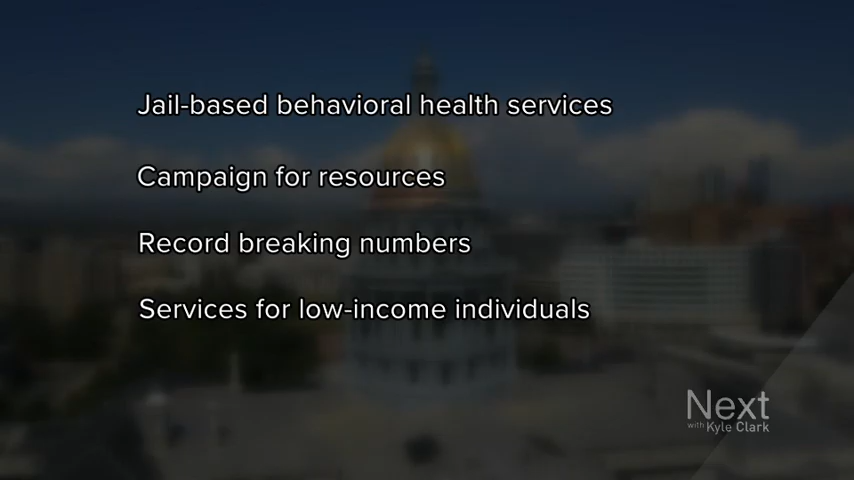 Jail-based behavioral health services
Campaign for resources
Record breaking numbers
Services for low-income individuals
Next
with Kyle Clark